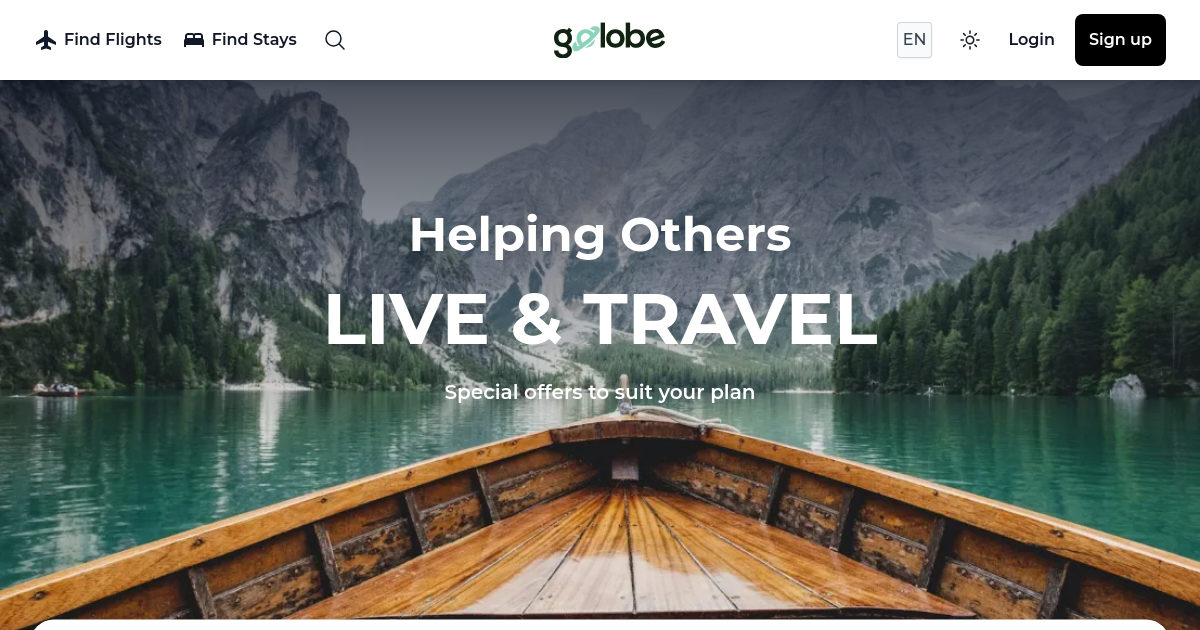 Find Flights
Find Stays
golobe
EN
Login
Sign up
Helping Others
LIVE & TRAVEL
Special offers to suit your plan